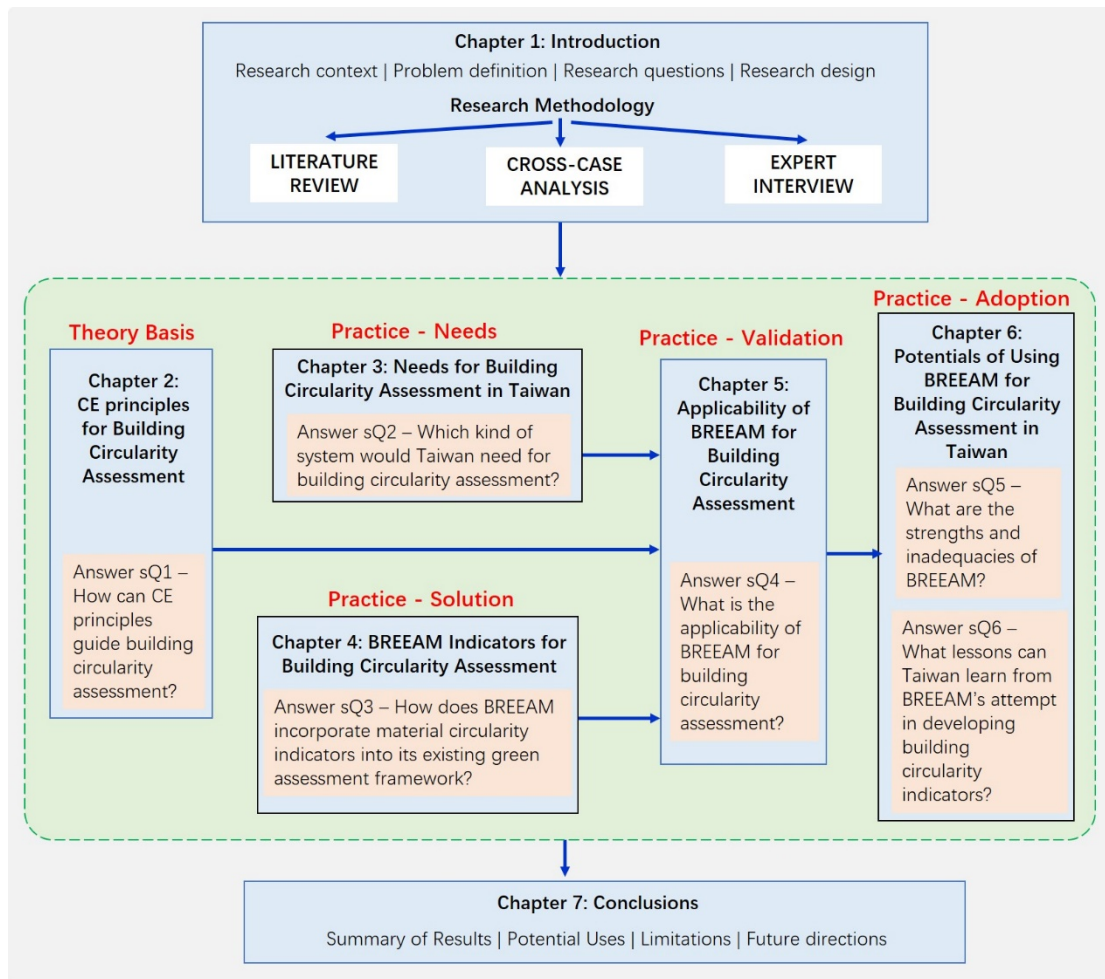 Chapter 1: Introduction
Research context | Problem definition | Research questions | Research design
Research Methodology
LITERATURE
REVIEW
CROSS-CASE
ANALYSIS
EXPERT
INTERVIEW
Theory Basis
Chapter 2:
CE principles
for Building
Circularity
Assessment
Answer sQ1 –
How can CE
principles
guide building
circularity
assessment?
Practice - Needs
Chapter 3: Needs for Building
Circularity Assessment in Taiwan
Answer sQ2 – Which kind of
system would Taiwan need for
building circularity assessment?
Practice - Solution
Chapter 4: BREEAM Indicators for
Building Circularity Assessment
Answer sQ3 – How does BREEAM
incorporate material circularity
indicators into its existing green
assessment framework?
Practice - Validation
Chapter 5:
Applicability of
BREEAM for
Building
Circularity
Assessment
Answer sQ4 –
What is the
applicability of
BREEAM for
building
circularity
assessment?
Practice - Adoption
Chapter 6:
Potentials of Using
BREEAM for
Building Circularity
Assessment in
Taiwan
Answer sQ5 –
What are the
strengths and
inadequacies of
BREEAM?
Answer sQ6 –
What lessons can
Taiwan learn from
BREEAM's attempt
in developing
building
circularity
indicators?
Chapter 7: Conclusions
Summary of Results | Potential Uses | Limitations | Future directions